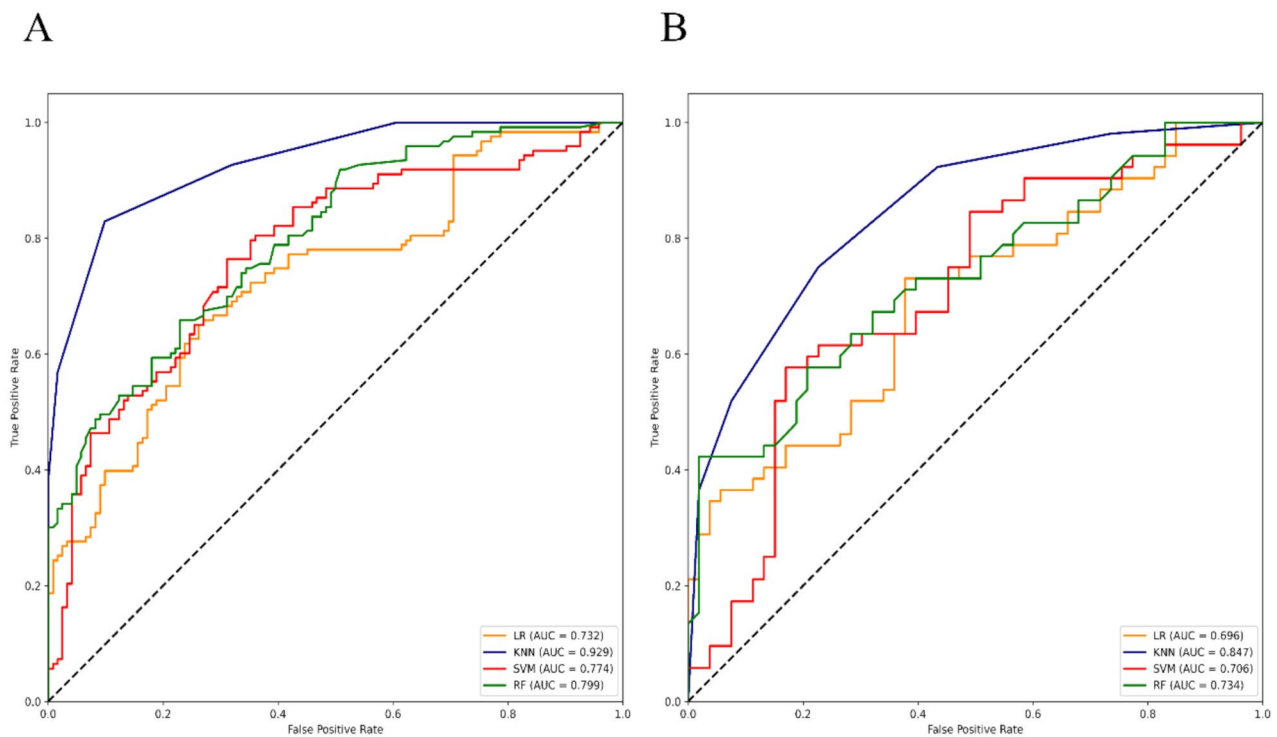 A
B
1.0
0.8
0.6
0.4
0.2
0.0
True Positive Rate
0.0
0.2
0.4
0.6
0.8
1.0
False Positive Rate
LR (AUC = 0.732)
KNN (AUC = 0.929)
SVM (AUC = 0.774)
RF (AUC = 0.799)
1.0
0.8
0.6
0.4
0.2
0.0
True Positive Rate
0.0
0.2
0.4
0.6
0.8
1.0
False Positive Rate
LR (AUC = 0.696)
KNN (AUC = 0.847)
SVM (AUC = 0.706)
RF (AUC = 0.734)